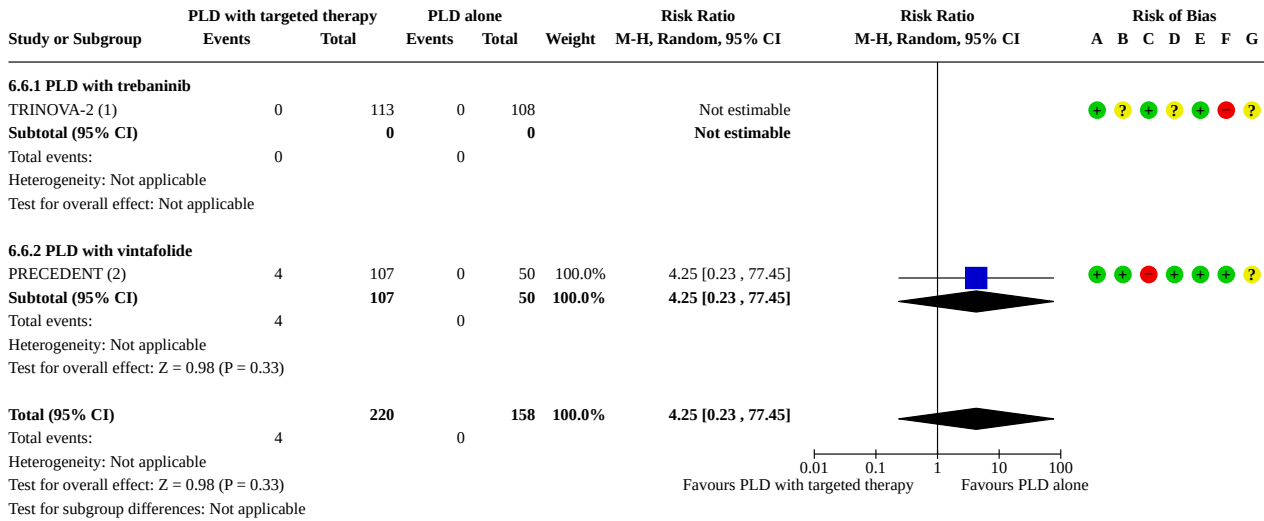 PLD with targeted therapy PLD alone Risk Ratio Risk Ratio Risk of Bias
Study or Subgroup Events Total Events Total Weight M-H, Random, 95% CI M-H, Random, 95% CI A B C D E F G
6.6.1 PLD with trebaninib
TRINOVA-2 (1) 0 113 0 108 Not estimable + ? + ? + − ?
Subtotal (95% CI) 0 0 Not estimable
Total events: 0 0
Heterogeneity: Not applicable
Test for overall effect: Not applicable
6.6.2 PLD with vintafolide
PRECEDENT (2) 4 107 0 50 100.0% 4.25 [0.23 , 77.45] + + − + + + ?
Subtotal (95% CI) 107 50 100.0% 4.25 [0.23 , 77.45]
Total events: 4 0
Heterogeneity: Not applicable
Test for overall effect: Z = 0.98 (P = 0.33)
Total (95% CI) 220 158 100.0% 4.25 [0.23 , 77.45]
Total events: 4 0
Heterogeneity: Not applicable
0.01 0.1 1 10 100
Test for overall effect: Z = 0.98 (P = 0.33) Favours PLD with targeted therapy Favours PLD alone
Test for subgroup differences: Not applicable